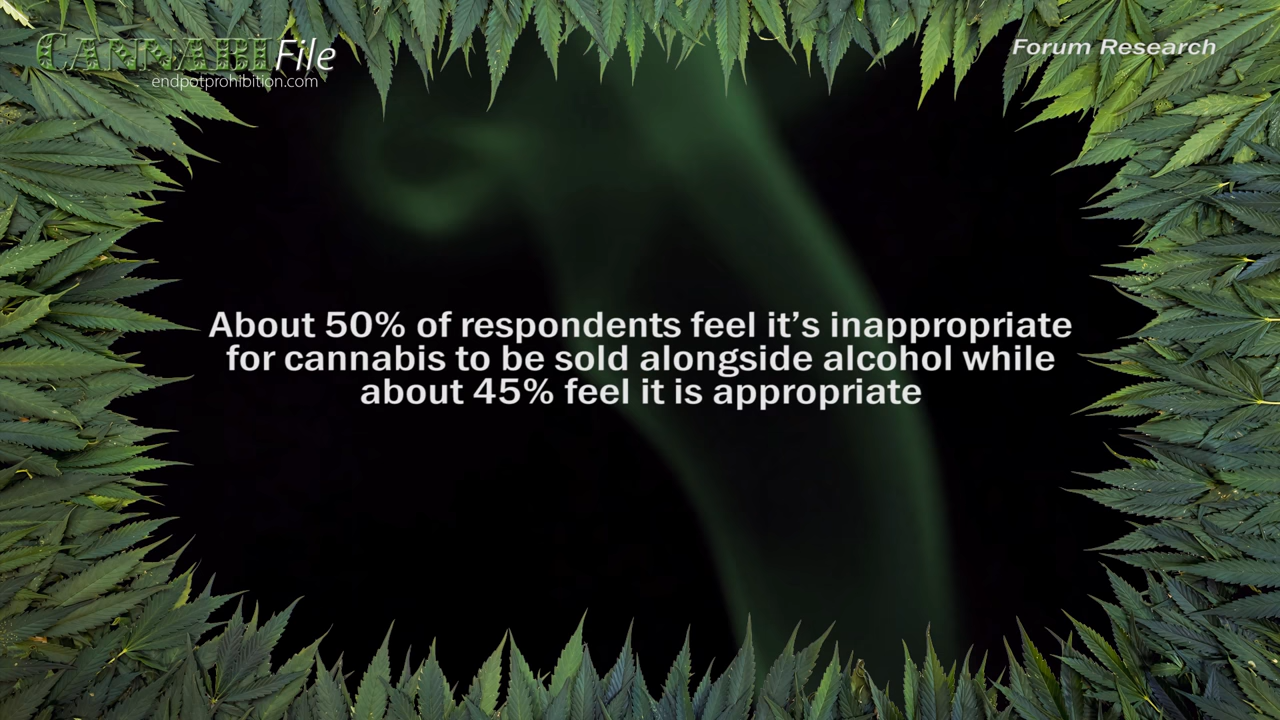 CANNABIFile
endpotprohibition.com
Forum Research
About 50% of respondents feel it’s inappropriate
for cannabis to be sold alongside alcohol while
about 45% feel it is appropriate